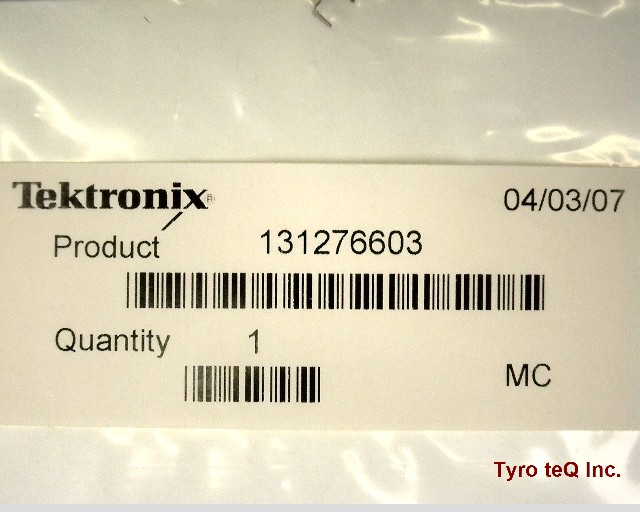 Tektronix® 04/03/07
Product 131276603
Quantity 1
MC
Tyro teQ Inc.